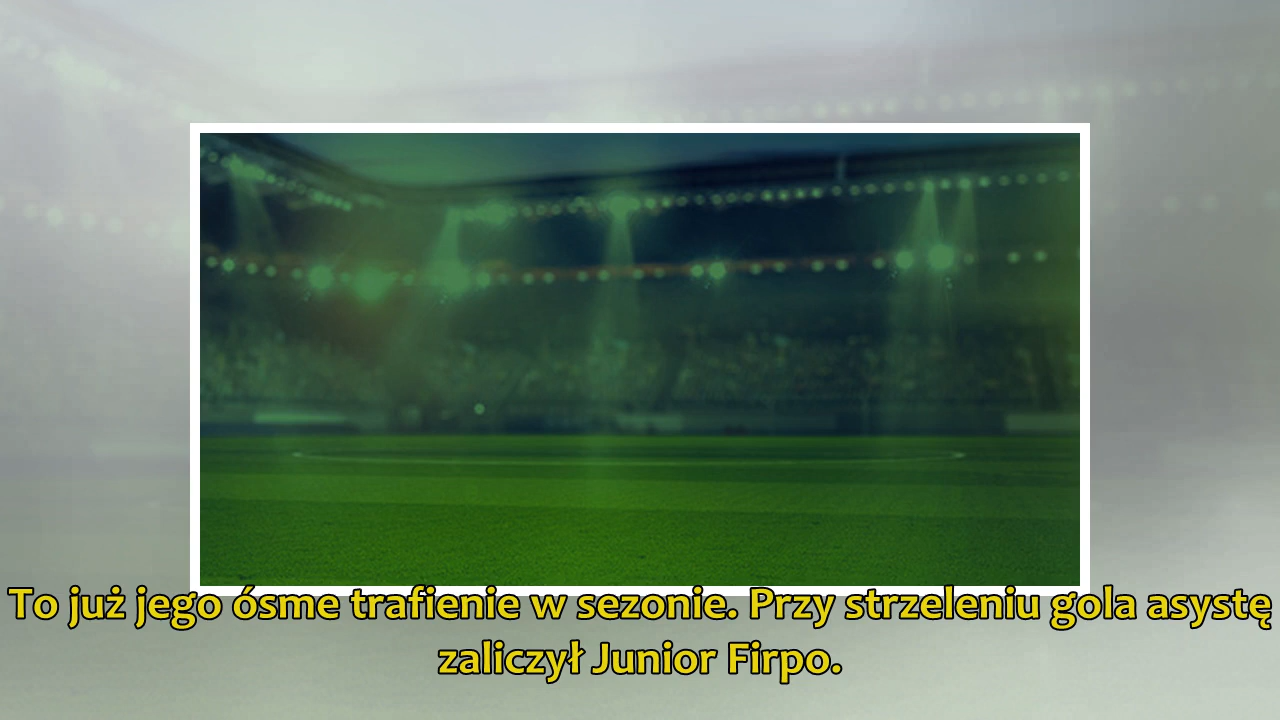 To już jego ósme trafienie w sezonie. Przy strzeleniu gola asystę
zaliczył Junior Firpo.